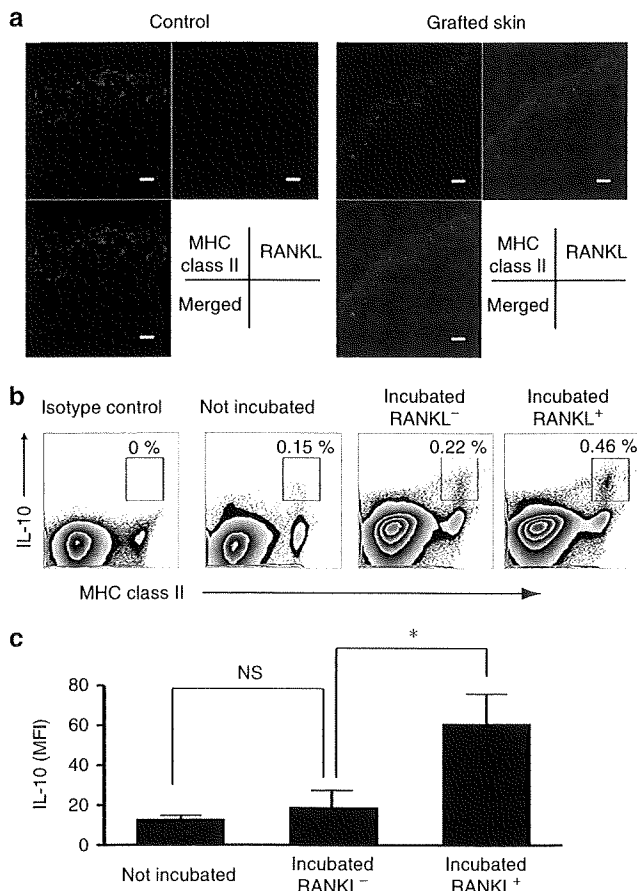 a
Control
Grafted skin
MHC class II
RANKL
Merged
MHC class II
RANKL
Merged
b
Isotype control
Not incubated
Incubated RANKL⁻
Incubated RANKL⁺
0 %
0.15 %
0.22 %
0.46 %
IL-10
MHC class II
c
NS
*
80
60
40
20
0
IL-10 (MFI)
Not incubated
Incubated RANKL⁻
Incubated RANKL⁺